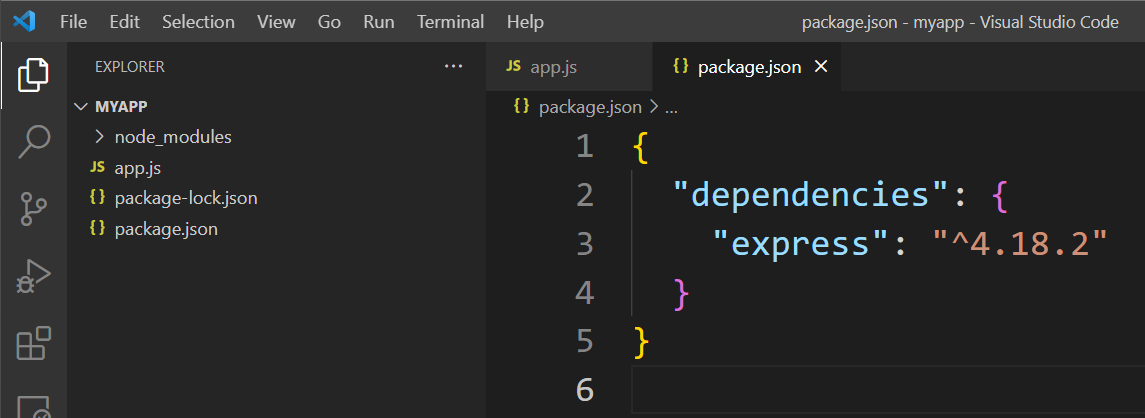 File Edit Selection View Go Run Terminal Help package.json - myapp - Visual Studio Code
EXPLORER ...
JS app.js {} package.json ×
MYAPP
{} package.json > ...
node_modules
JS app.js
{} package-lock.json
{} package.json
1 {
2 "dependencies": {
3 "express": "^4.18.2"
4 }
5 }
6